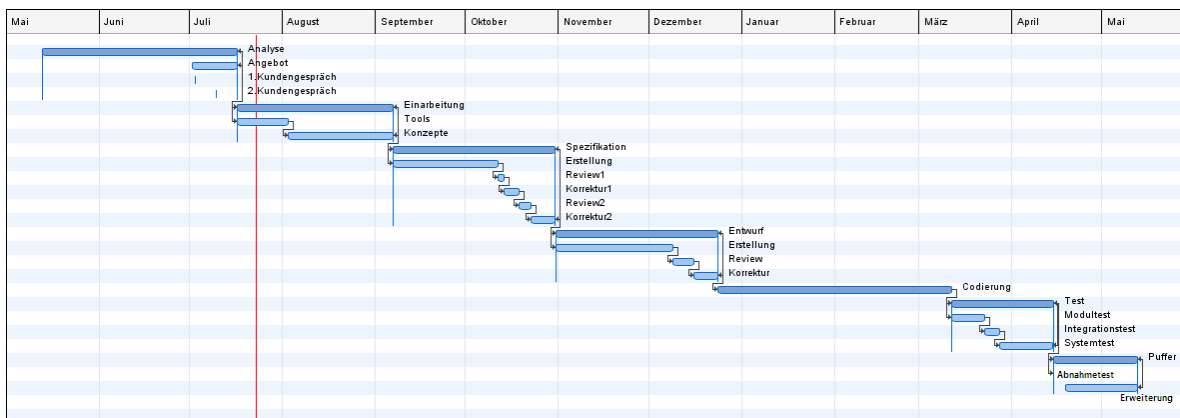 Mai Juni Juli August September Oktober November Dezember Januar Februar März April Mai
Analyse
Angebot
1.Kundengespräch
2.Kundengespräch
Einarbeitung
Tools
Konzepte
Spezifikation
Erstellung
Review1
Korrektur1
Review2
Korrektur2
Entwurf
Erstellung
Review
Korrektur
Codierung
Test
Modultest
Integrationstest
Systemtest
Puffer
Abnahmetest
Erweiterung